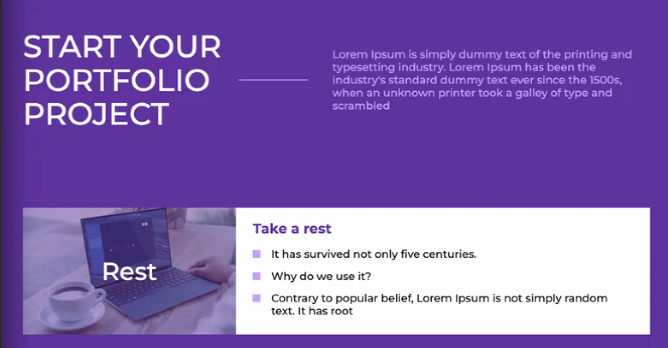 START YOUR
PORTFOLIO
PROJECT
Lorem Ipsum is simply dummy text of the printing and
typesetting industry. Lorem Ipsum has been the
industry's standard dummy text ever since the 1500s,
when an unknown printer took a galley of type and
scrambled
Rest
Take a rest
It has survived not only five centuries.
Why do we use it?
Contrary to popular belief, Lorem Ipsum is not simply random
text. It has root